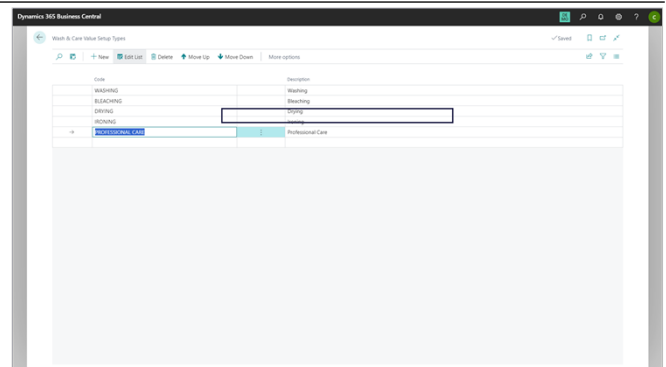 Dynamics 365 Business Central
Wash & Care Value Setup Types
✓ Saved
+ New Edit List Delete Move Up Move Down More options
Code Description
WASHING Washing
BLEACHING Bleaching
DRYING Drying
IRONING Ironing
PROFESSIONAL CARE Professional Care